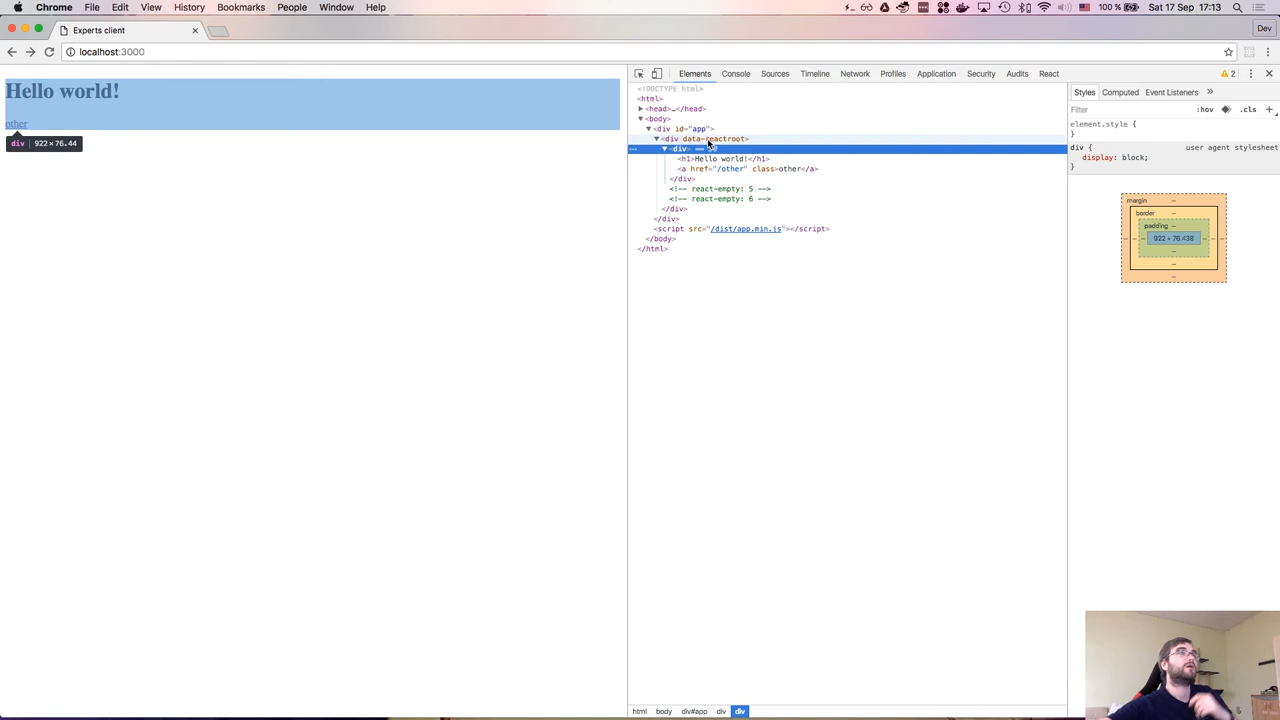 Chrome File Edit View History Bookmarks People Window Help 100 % Sat 17 Sep 17:13
Experts client Dev
localhost:3000
Hello world!
other
div 922 × 76.44
Elements Console Sources Timeline Network Profiles Application Security Audits React 2
<!DOCTYPE html>
<html>
<head>…</head>
<body>
<div id="app">
<div data-reactroot>
<div> ==
<h1>Hello world!</h1>
<a href="/other" class>other</a>
</div>
<!-- react-empty: 5 -->
<!-- react-empty: 6 -->
</div>
</div>
<script src="/dist/app.min.js"></script>
</body>
</html>
html body div#app div div
Styles Computed Event Listeners »
Filter :hov .cls +
element.style {
}
div { user agent stylesheet
display: block;
}
margin –
border –
padding –
– – – 922 × 76.438 – – –
–
–
–